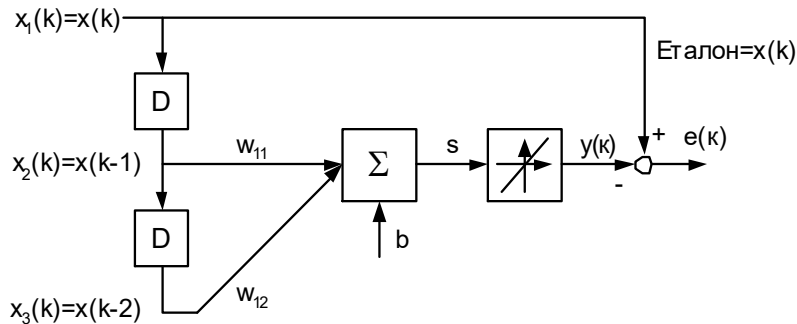 x₁(k)=x(k)
Еталон=x(k)
D
x₂(k)=x(k-1)
w₁₁
Σ
s
y(к)
+
-
e(к)
D
b
x₃(k)=x(k-2)
w₁₂